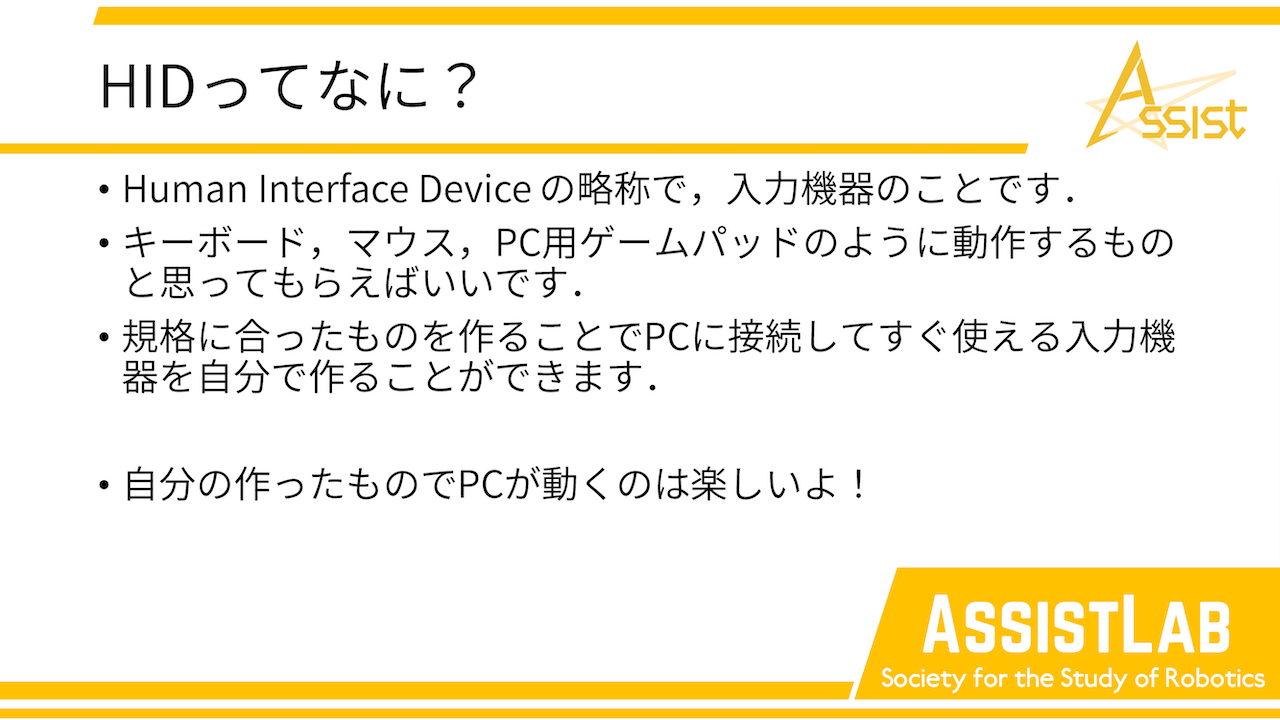 HIDってなに？
Assist
• Human Interface Device の略称で，入力機器のことです．
• キーボード，マウス，PC用ゲームパッドのように動作するもの
と思ってもらえばいいです．
• 規格に合ったものを作ることでPCに接続してすぐ使える入力機
器を自分で作ることができます．
• 自分の作ったものでPCが動くのは楽しいよ！
ASSISTLAB
Society for the Study of Robotics